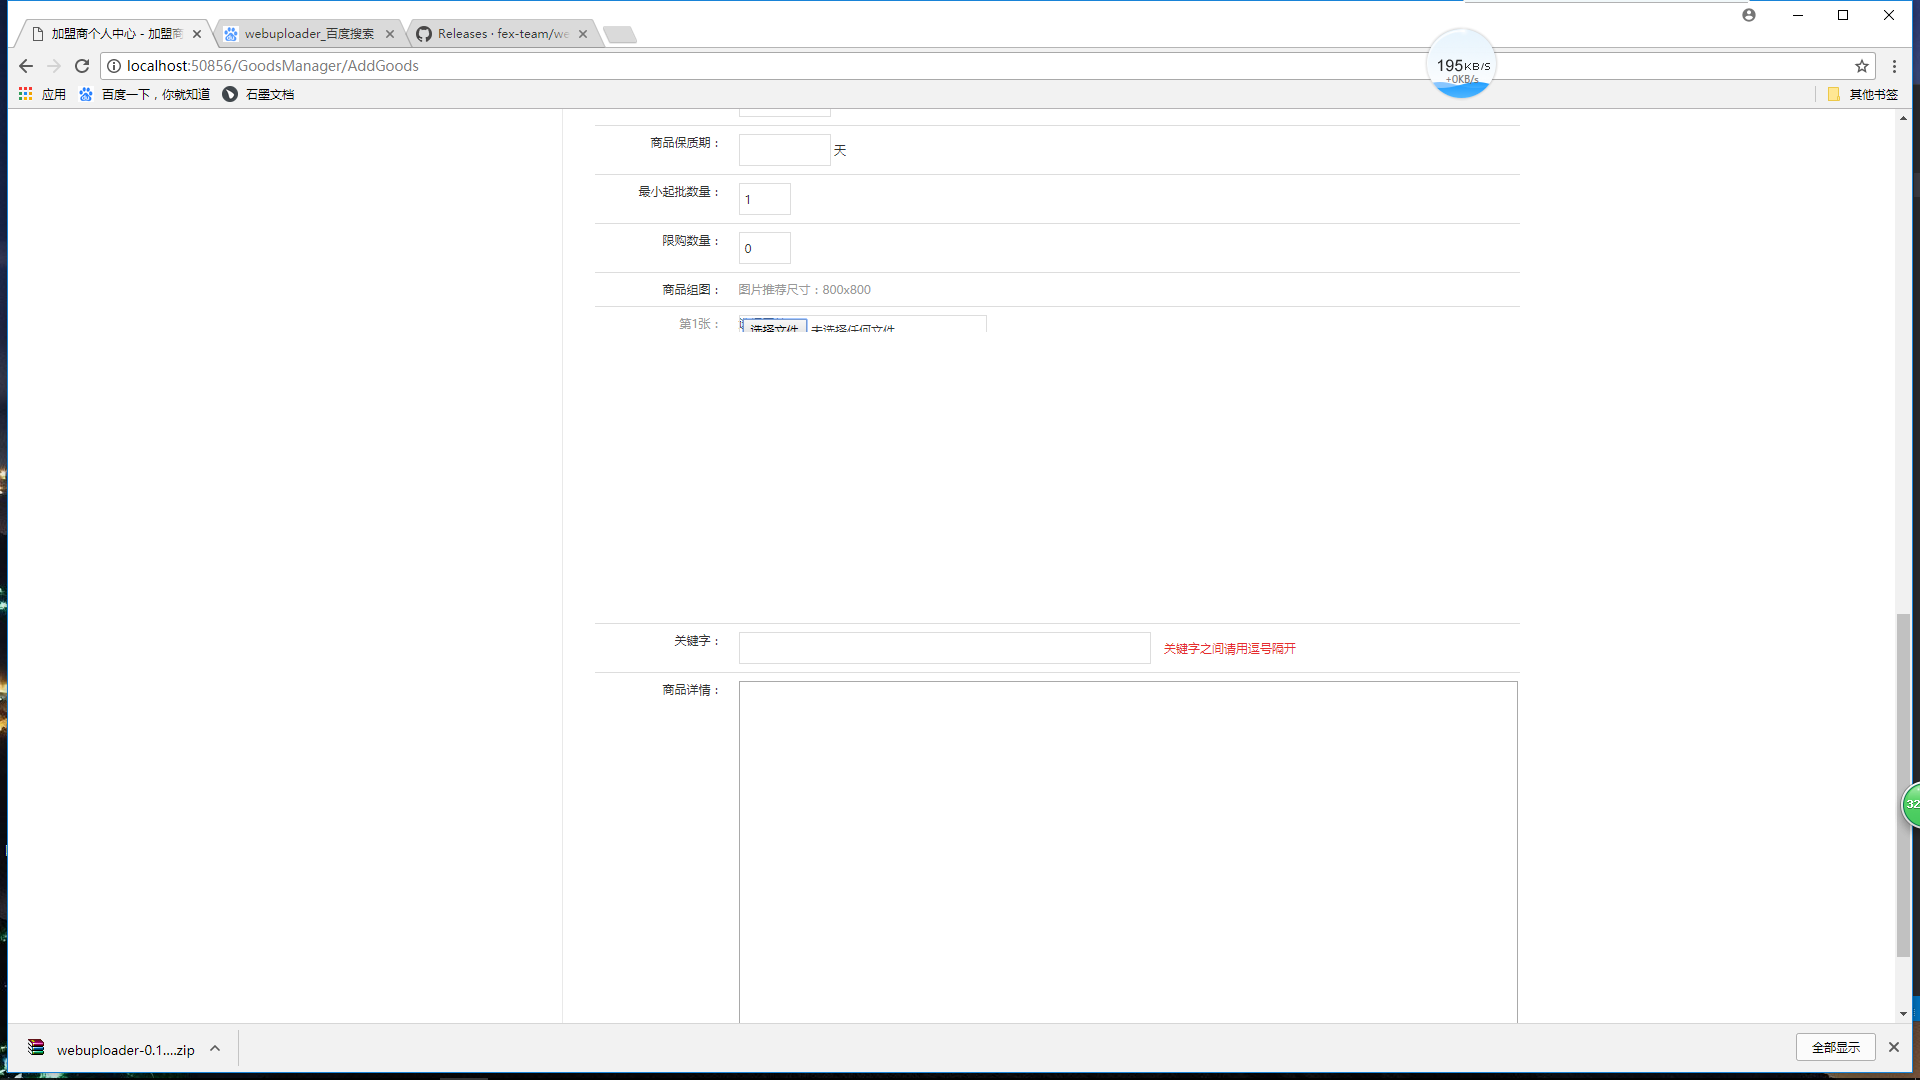 加盟商个人中心 - 加盟商
webuploader_百度搜索
Releases · fex-team/we
localhost:50856/GoodsManager/AddGoods
195KB/S
+0KB/s
应用
百度一下，你就知道
石墨文档
其他书签
商品保质期：
天
最小起批数量：
1
限购数量：
0
商品组图：
图片推荐尺寸：800x800
第1张：
选择文件
未选择任何文件
关键字：
关键字之间请用逗号隔开
商品详情：
32
webuploader-0.1....zip
全部显示